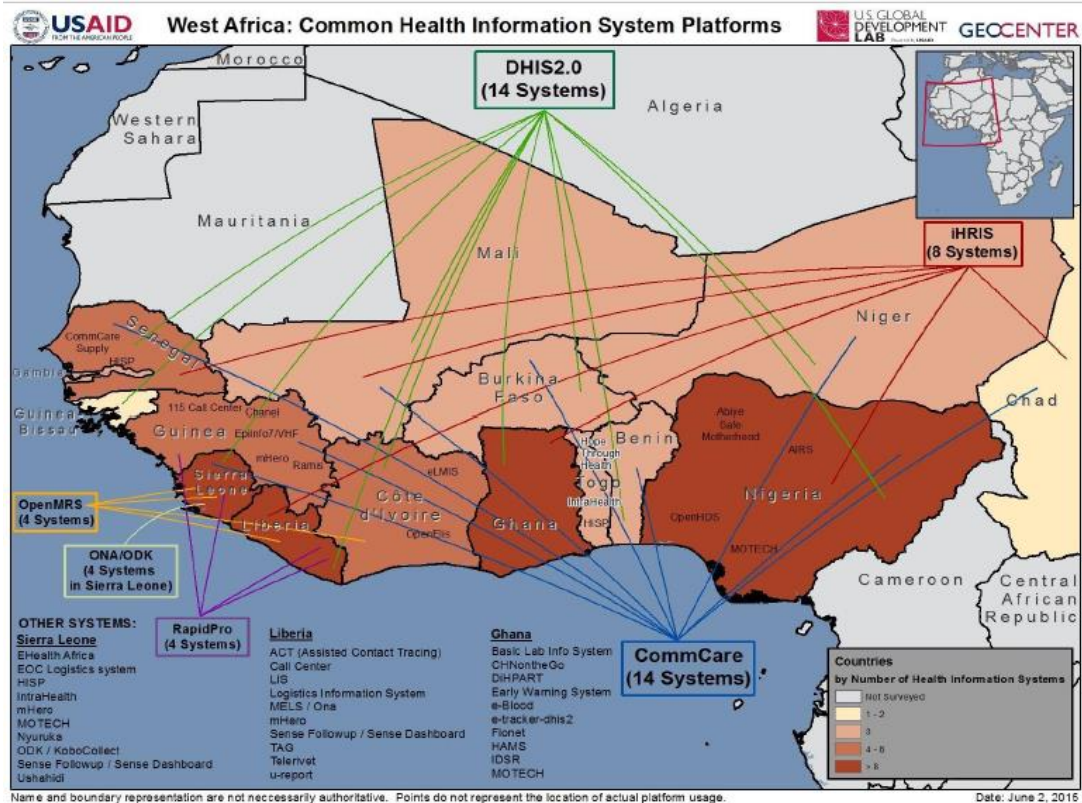 USAID
FROM THE AMERICAN PEOPLE
West Africa: Common Health Information System Platforms
U.S. GLOBAL
DEVELOPMENT
LAB
GEOCENTER
Morocco
DHIS2.0
(14 Systems)
Algeria
Western
Sahara
Mauritania
Mali
iHRIS
(8 Systems)
Niger
Senegal
CommCare
Supply
HISP
Gambia
Burkina
Faso
Chad
Guinea
Bissau
115 Call Center
Chanel
Guinea
EpiInfo7/VHF
mHero
Ramis
Benin
Hope
Through
Health
Togo
IntraHealth
HISP
Abiye
Safe
Motherhood
AIRS
Nigeria
OpenHDS
MOTECH
eLMIS
Côte
d'Ivoire
OpenElis
Ghana
Sierra
Leone
Liberia
OpenMRS
(4 Systems)
ONA/ODK
(4 Systems
in Sierra Leone)
RapidPro
(4 Systems)
CommCare
(14 Systems)
Cameroon
Central
African
Republic
OTHER SYSTEMS:
Sierra Leone
EHealth Africa
EOC Logistics system
HISP
IntraHealth
mHero
MOTECH
Nyuruka
ODK / KoboCollect
Sense Followup / Sense Dashboard
Ushahidi
Liberia
ACT (Assisted Contact Tracing)
Call Center
LIS
Logistics Information System
MELS / Ona
mHero
Sense Followup / Sense Dashboard
TAG
Telerivet
u-report
Ghana
Basic Lab Info System
CHNontheGo
DiHPART
Early Warning System
e-Blood
e-tracker-dhis2
Fionet
HAMS
IDSR
MOTECH
Countries
by Number of Health Information Systems
Not Surveyed
1 - 2
3
4 - 8
> 8
Name and boundary representation are not neccessarily authoritative. Points do not represent the location of actual platform usage.
Date: June 2, 2015